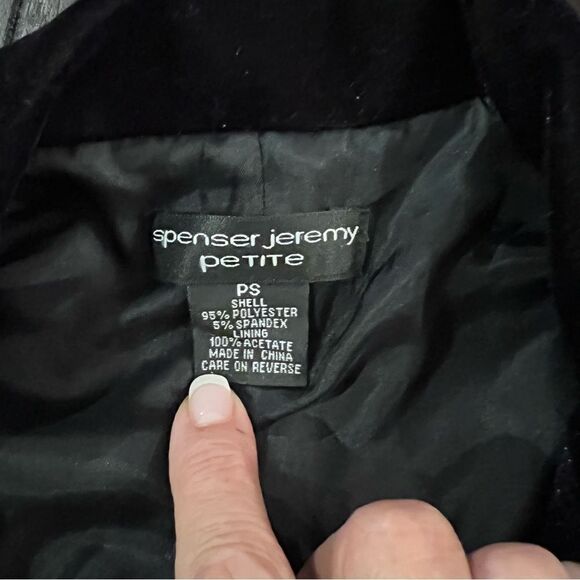 spenser jeremy
peTITe
PS
SHELL
95% POLYESTER
5% SPANDEX
LINING
100% ACETATE
MADE IN CHINA
CARE ON REVERSE